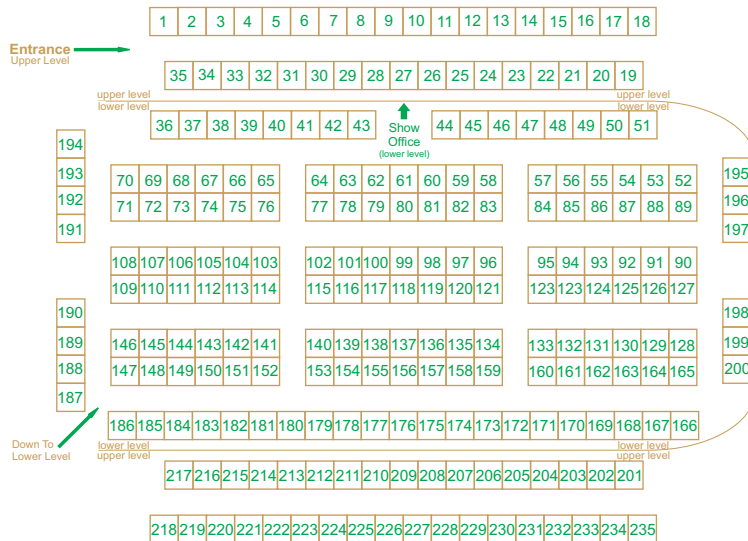 1 2 3 4 5 6 7 8 9 10 11 12 13 14 15 16 17 18
Entrance
Upper Level
35 34 33 32 31 30 29 28 27 26 25 24 23 22 21 20 19
upper level upper level
lower level lower level
36 37 38 39 40 41 42 43 44 45 46 47 48 49 50 51
Show
Office
(lower level)
194
193
192
191
70 69 68 67 66 65 64 63 62 61 60 59 58 57 56 55 54 53 52
71 72 73 74 75 76 77 78 79 80 81 82 83 84 85 86 87 88 89
195
196
197
108 107 106 105 104 103 102 101 100 99 98 97 96 95 94 93 92 91 90
109 110 111 112 113 114 115 116 117 118 119 120 121 123 123 124 125 126 127
190
189
188
187
146 145 144 143 142 141 140 139 138 137 136 135 134 133 132 131 130 129 128
147 148 149 150 151 152 153 154 155 156 157 158 159 160 161 162 163 164 165
198
199
200
186 185 184 183 182 181 180 179 178 177 176 175 174 173 172 171 170 169 168 167 166
Down To
Lower Level
lower level lower level
upper level upper level
217 216 215 214 213 212 211 210 209 208 207 206 205 204 203 202 201
218 219 220 221 222 223 224 225 226 227 228 229 230 231 232 233 234 235